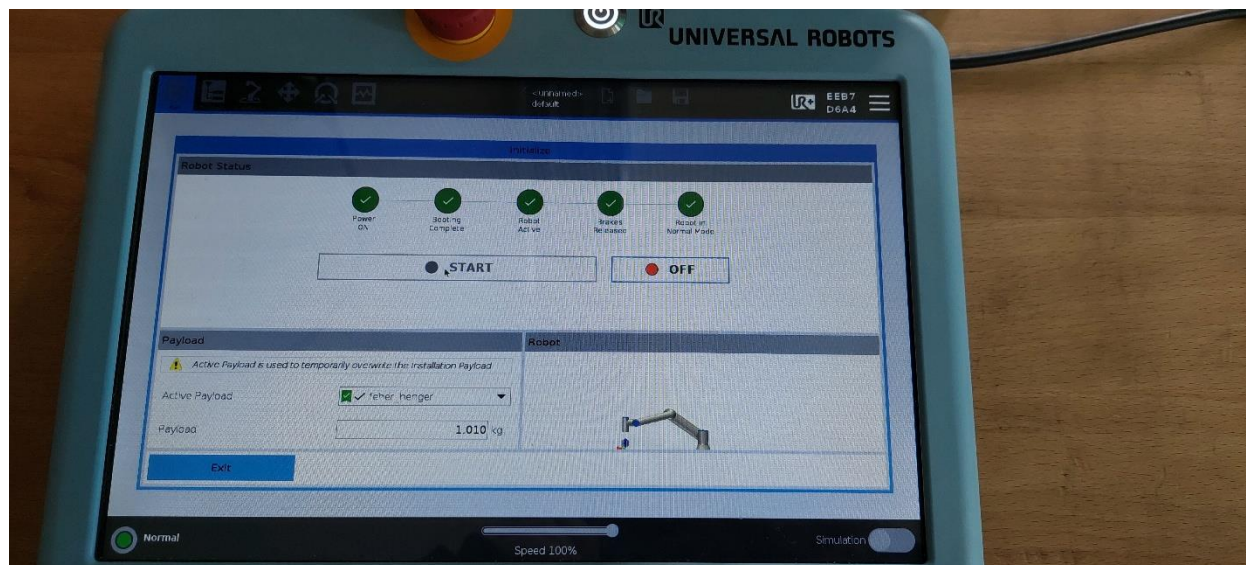 UNIVERSAL ROBOTS
<unnamed>
default
UR+
EEB7
D6A4
Initialize
Robot Status
Power
ON
Booting
Complete
Robot
Active
Brakes
Released
Robot in
Normal Mode
START
OFF
Payload
Robot
Active Payload is used to temporarily overwrite the Installation Payload
Active Payload
feher_henger
Payload
1.010 kg
Exit
Normal
Speed 100%
Simulation